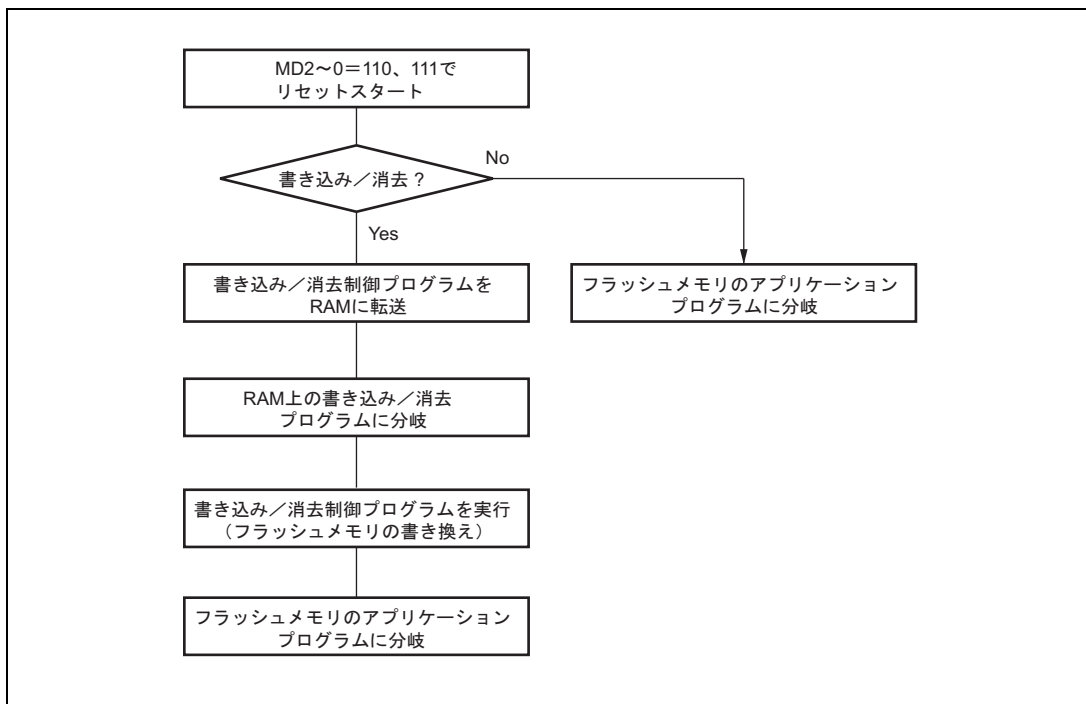 MD2～0＝110、111で
リセットスタート
書き込み／消去？
No
Yes
書き込み／消去制御プログラムを
RAMに転送
フラッシュメモリのアプリケーション
プログラムに分岐
RAM上の書き込み／消去
プログラムに分岐
書き込み／消去制御プログラムを実行
（フラッシュメモリの書き換え）
フラッシュメモリのアプリケーション
プログラムに分岐